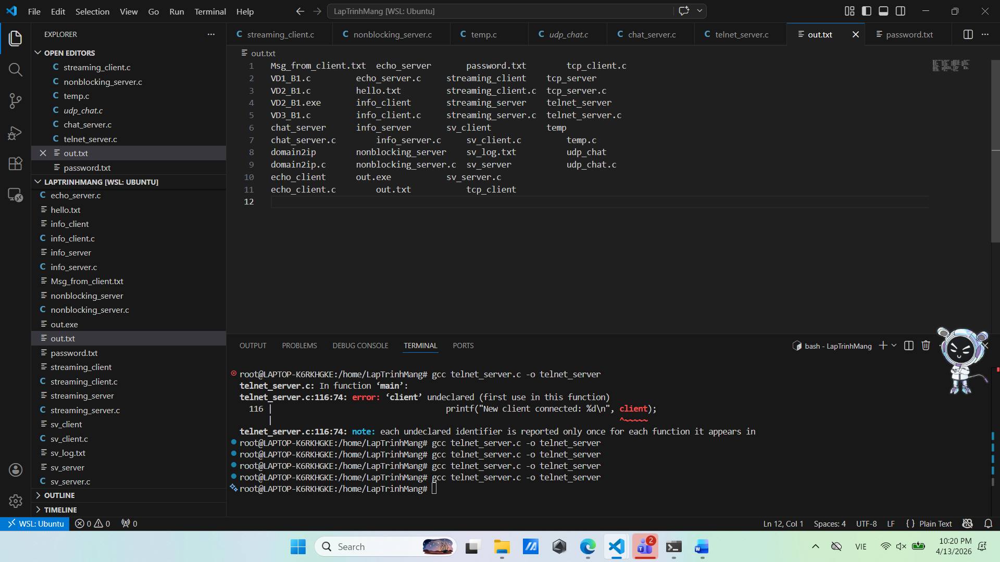 File Edit Selection View Go Run Terminal Help
LapTrinhMang [WSL: Ubuntu]
EXPLORER
OPEN EDITORS
streaming_client.c
nonblocking_server.c
temp.c
udp_chat.c
chat_server.c
telnet_server.c
out.txt
password.txt
LAPTRINHMANG [WSL: UBUNTU]
echo_server.c
hello.txt
info_client
info_client.c
info_server
info_server.c
Msg_from_client.txt
nonblocking_server
nonblocking_server.c
out.exe
out.txt
password.txt
streaming_client
streaming_client.c
streaming_server
streaming_server.c
sv_client
sv_client.c
sv_log.txt
sv_server
sv_server.c
OUTLINE
TIMELINE
streaming_client.c nonblocking_server.c temp.c udp_chat.c chat_server.c telnet_server.c out.txt password.txt
out.txt
1 Msg_from_client.txt echo_server password.txt tcp_client.c
2 VD1_B1.c echo_server.c streaming_client tcp_server
3 VD2_B1.c hello.txt streaming_client.c tcp_server.c
4 VD2_B1.exe info_client streaming_server telnet_server
5 VD3_B1.c info_client.c streaming_server.c telnet_server.c
6 chat_server info_server sv_client temp
7 chat_server.c info_server.c sv_client.c temp.c
8 domain2ip nonblocking_server sv_log.txt udp_chat
9 domain2ip.c nonblocking_server.c sv_server udp_chat.c
10 echo_client out.exe sv_server.c
11 echo_client.c out.txt tcp_client
12
OUTPUT PROBLEMS DEBUG CONSOLE TERMINAL PORTS
bash - LapTrinhMang
root@LAPTOP-K6RKHGKE:/home/LapTrinhMang# gcc telnet_server.c -o telnet_server
telnet_server.c: In function ‘main’:
telnet_server.c:116:74: error: ‘client’ undeclared (first use in this function)
116 | printf("New client connected: %d\n", client);
| ^~~~~~
telnet_server.c:116:74: note: each undeclared identifier is reported only once for each function it appears in
root@LAPTOP-K6RKHGKE:/home/LapTrinhMang# gcc telnet_server.c -o telnet_server
root@LAPTOP-K6RKHGKE:/home/LapTrinhMang# gcc telnet_server.c -o telnet_server
root@LAPTOP-K6RKHGKE:/home/LapTrinhMang# gcc telnet_server.c -o telnet_server
root@LAPTOP-K6RKHGKE:/home/LapTrinhMang# gcc telnet_server.c -o telnet_server
root@LAPTOP-K6RKHGKE:/home/LapTrinhMang#
WSL: Ubuntu 0 0 0
Ln 12, Col 1 Spaces: 4 UTF-8 LF {} Plain Text
Search
2
VIE
10:20 PM
4/13/2026